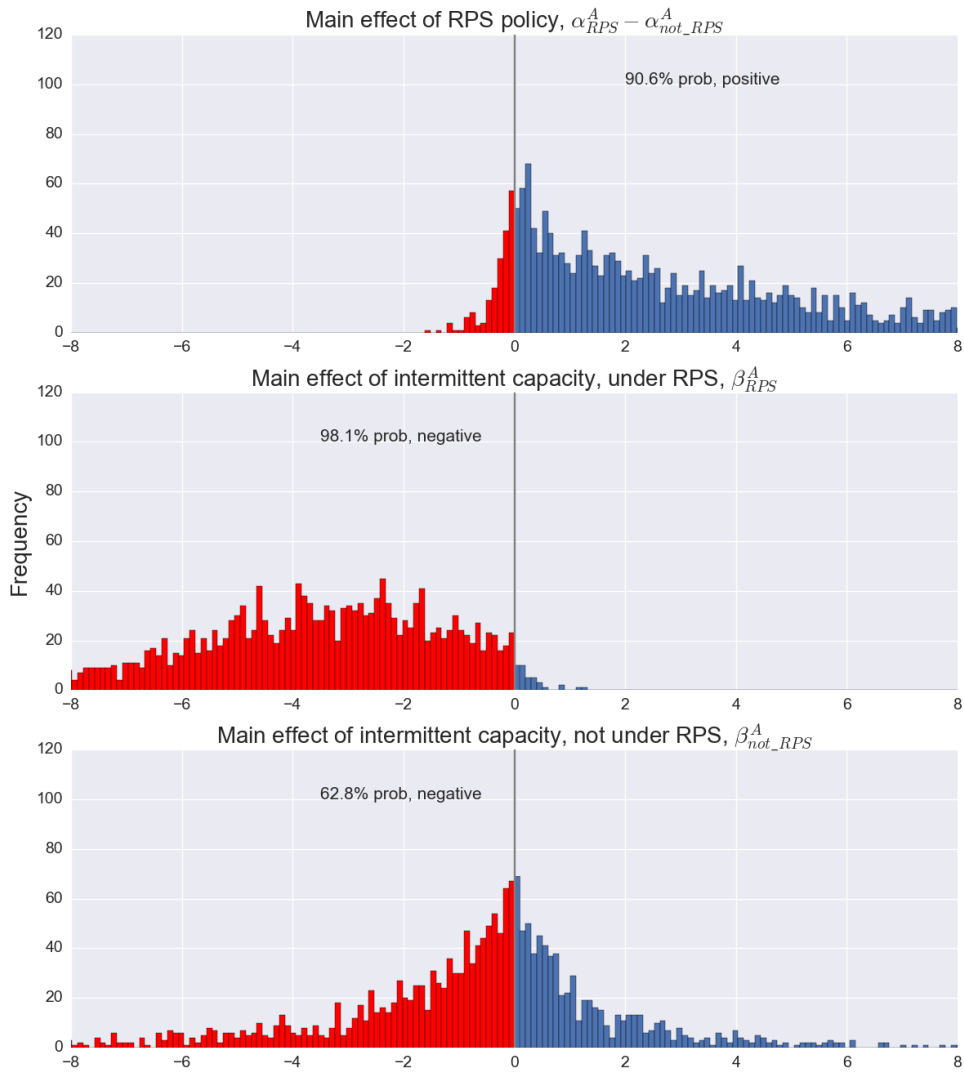 Main effect of RPS policy, α^A_RPS − α^A_not_RPS
120
100
80
60
40
20
0
90.6% prob, positive
−8 −6 −4 −2 0 2 4 6 8
Main effect of intermittent capacity, under RPS, β^A_RPS
120
100
80
60
40
20
0
98.1% prob, negative
Frequency
−8 −6 −4 −2 0 2 4 6 8
Main effect of intermittent capacity, not under RPS, β^A_not_RPS
120
100
80
60
40
20
0
62.8% prob, negative
−8 −6 −4 −2 0 2 4 6 8